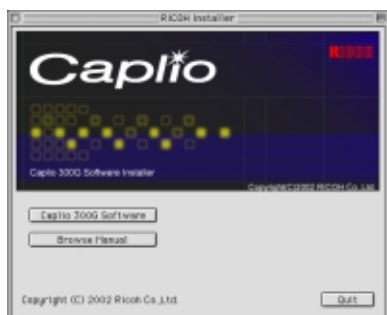 RICOH Installer
Caplio
RICOH
Caplio 300G Software Installer
Copyright(C)2002 RICOH Co.,Ltd.
Caplio 300G Software
Browse Manual
Copyright (C) 2002 Ricoh Co.,Ltd.
Quit